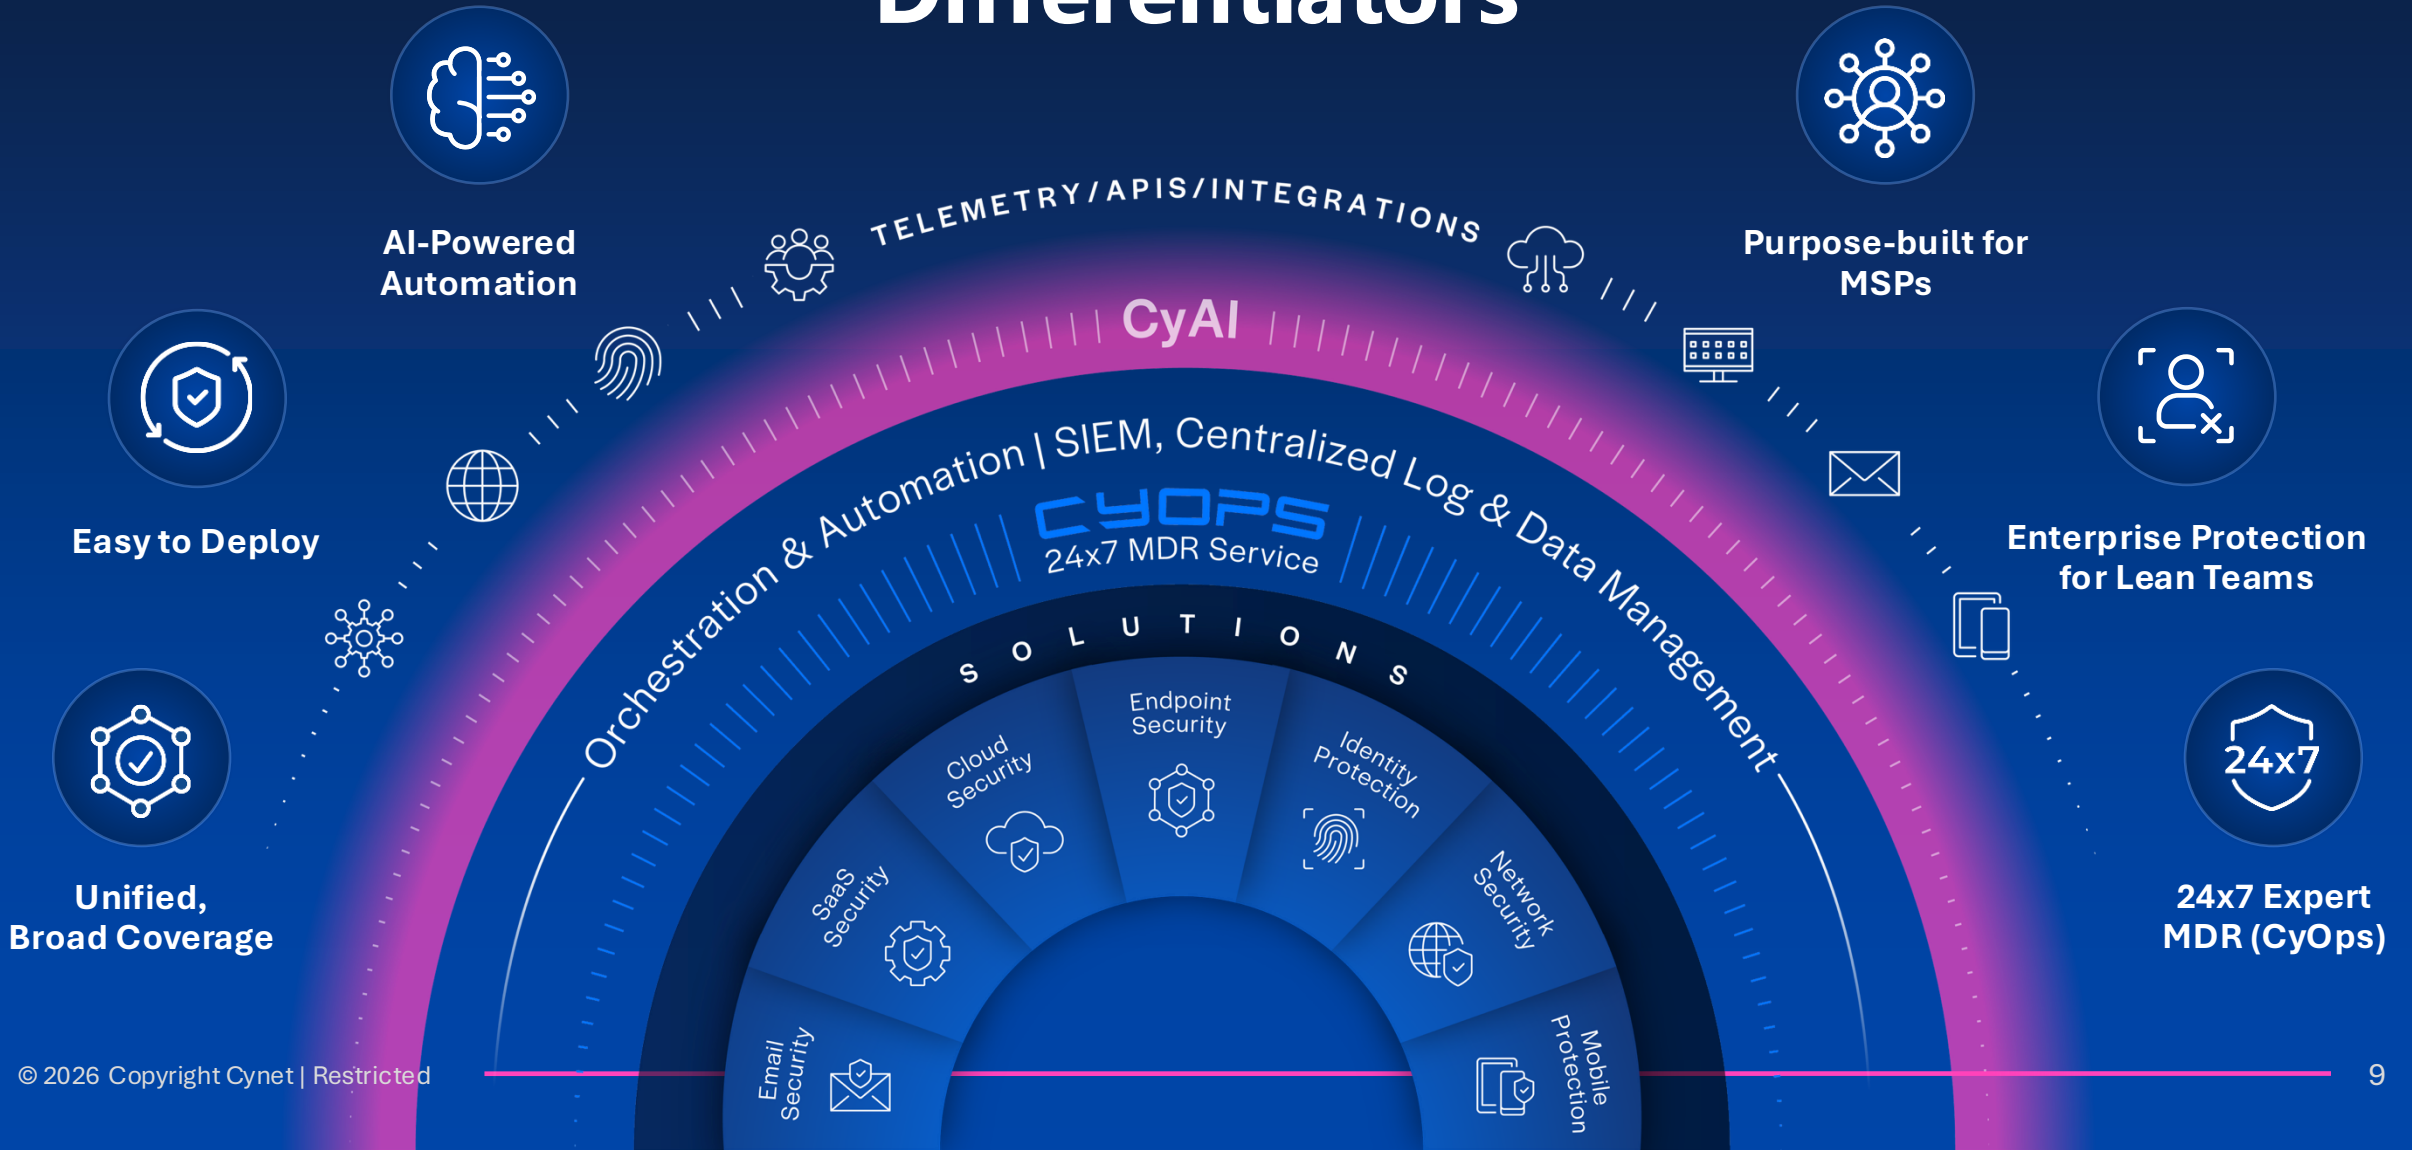 Differentiators
AI-Powered
Automation
Purpose-built for
MSPs
TELEMETRY/APIS/INTEGRATIONS
CyAI
Easy to Deploy
Enterprise Protection
for Lean Teams
Orchestration & Automation | SIEM, Centralized Log & Data Management
CYOPS
24x7 MDR Service
SOLUTIONS
Unified,
Broad Coverage
24x7
24x7 Expert
MDR (CyOps)
Email
Security
SaaS
Security
Cloud
Security
Endpoint
Security
Identity
Protection
Network
Security
Mobile
Protection
© 2026 Copyright Cynet | Restricted
9